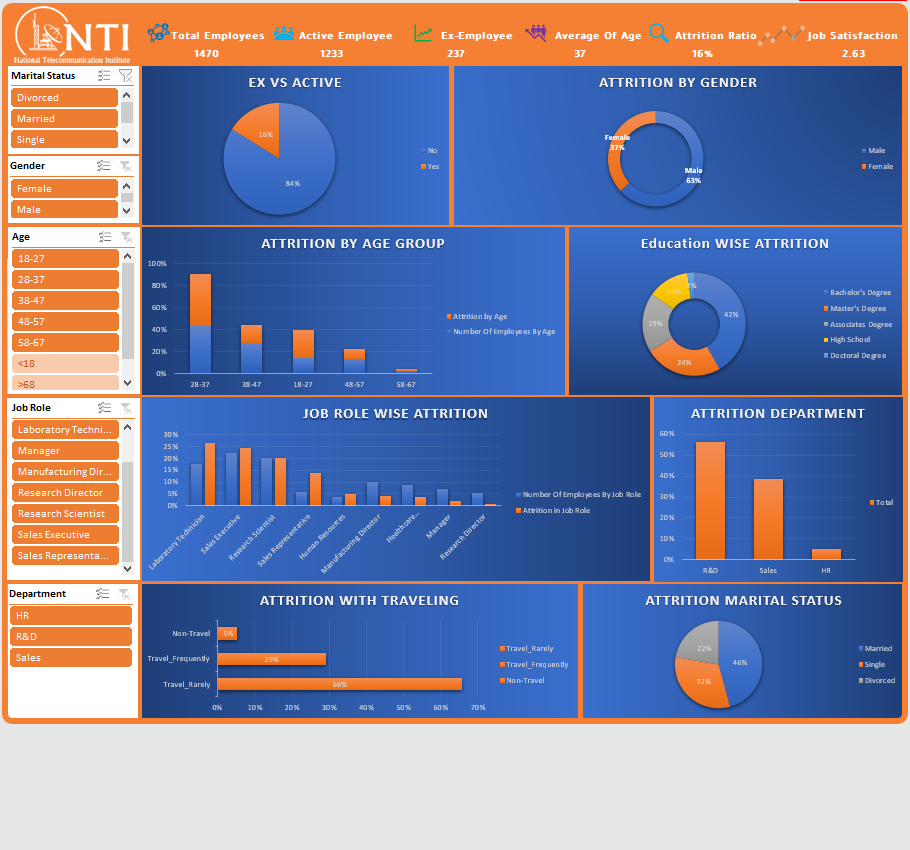 NTI
National Telecommunication Institute
Total Employees
1470
Active Employee
1233
Ex-Employee
237
Average Of Age
37
Attrition Ratio
16%
Job Satisfaction
2.63
Marital Status
Divorced
Married
Single
Gender
Female
Male
Age
18-27
28-37
38-47
48-57
58-67
<18
>68
Job Role
Laboratory Techni...
Manager
Manufacturing Dir...
Research Director
Research Scientist
Sales Executive
Sales Representa...
Department
HR
R&D
Sales
EX VS ACTIVE
16%
84%
No
Yes
ATTRITION BY GENDER
Female
37%
Male
63%
Male
Female
ATTRITION BY AGE GROUP
100%
80%
60%
40%
20%
0%
28-37
38-47
18-27
48-57
58-67
Attrition by Age
Number Of Employees By Age
Education WISE ATTRITION
2%
42%
19%
24%
Bachelor's Degree
Master's Degree
Associates Degree
High School
Doctoral Degree
JOB ROLE WISE ATTRITION
30%
25%
20%
15%
10%
5%
0%
Laboratory Technician
Sales Executive
Research Scientist
Sales Representative
Human Resources
Manufacturing Director
Healthcare...
Manager
Research Director
Number Of Employees By Job Role
Attrition in Job Role
ATTRITION DEPARTMENT
60%
50%
40%
30%
20%
10%
0%
R&D
Sales
HR
Total
ATTRITION WITH TRAVELING
Non-Travel
5%
Travel_Frequently
29%
Travel_Rarely
66%
0%
10%
20%
30%
40%
50%
60%
70%
Travel_Rarely
Travel_Frequently
Non-Travel
ATTRITION MARITAL STATUS
22%
46%
32%
Married
Single
Divorced